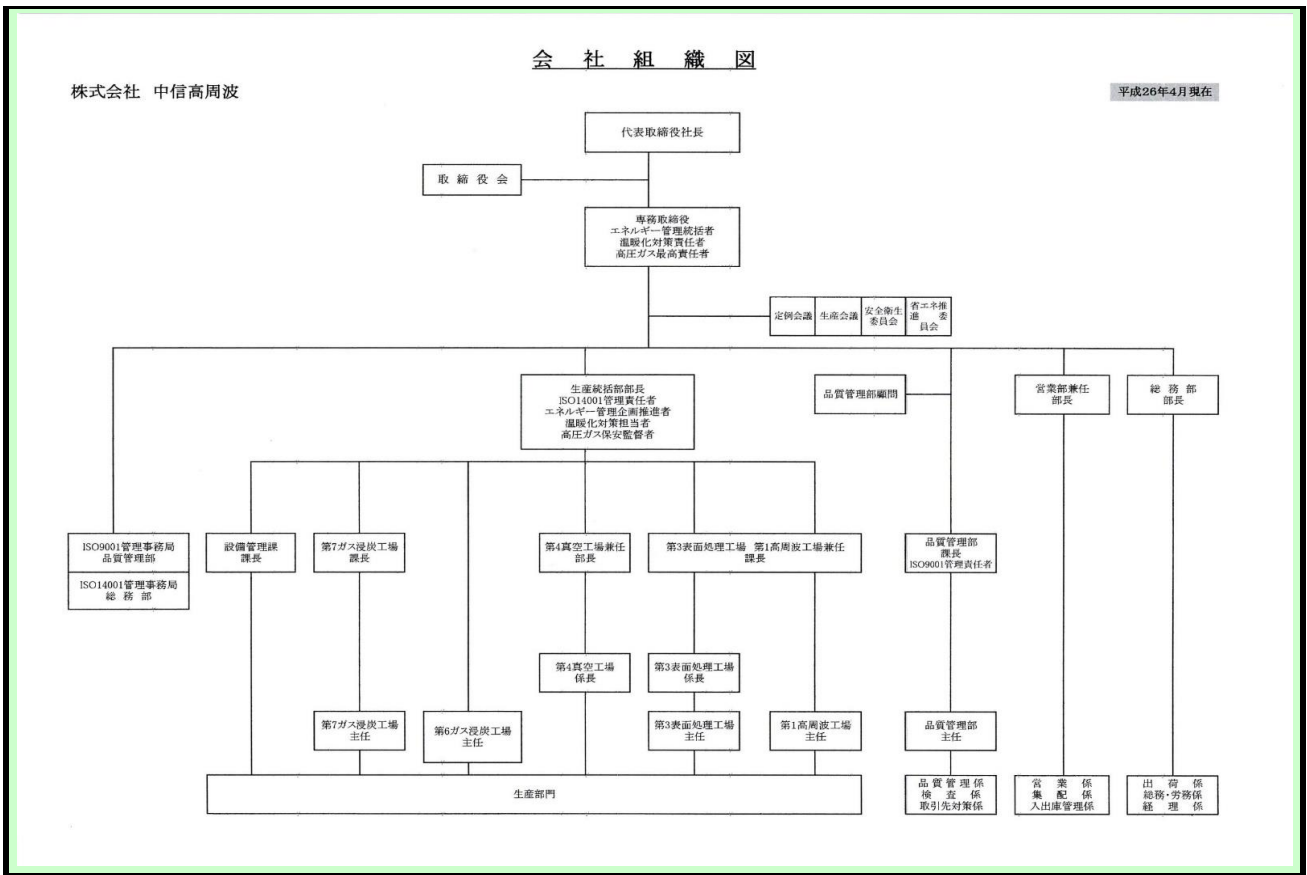 会社組織図
株式会社 中信高周波
平成26年4月現在
代表取締役社長
取締役会
専務取締役
エネルギー管理統括者
温暖化対策責任者
高圧ガス最高責任者
定例会議
生産会議
安全衛生
委員会
省エネ推
進委
員会
生産統括部部長
ISO14001管理責任者
エネルギー管理企画推進者
温暖化対策担当者
高圧ガス保安監督者
品質管理部顧問
営業部兼任
部長
総務部
部長
ISO9001管理事務局
品質管理部
ISO14001管理事務局
総務部
設備管理課
課長
第7ガス浸炭工場
課長
第4真空工場兼任
部長
第3表面処理工場 第1高周波工場兼任
課長
品質管理部
課長
ISO9001管理責任者
第4真空工場
係長
第3表面処理工場
係長
第7ガス浸炭工場
主任
第6ガス浸炭工場
主任
第3表面処理工場
主任
第1高周波工場
主任
品質管理部
主任
生産部門
品質管理係
検査係
取引先対策係
営業係
集配係
入出庫管理係
出荷係
総務・労務係
経理係